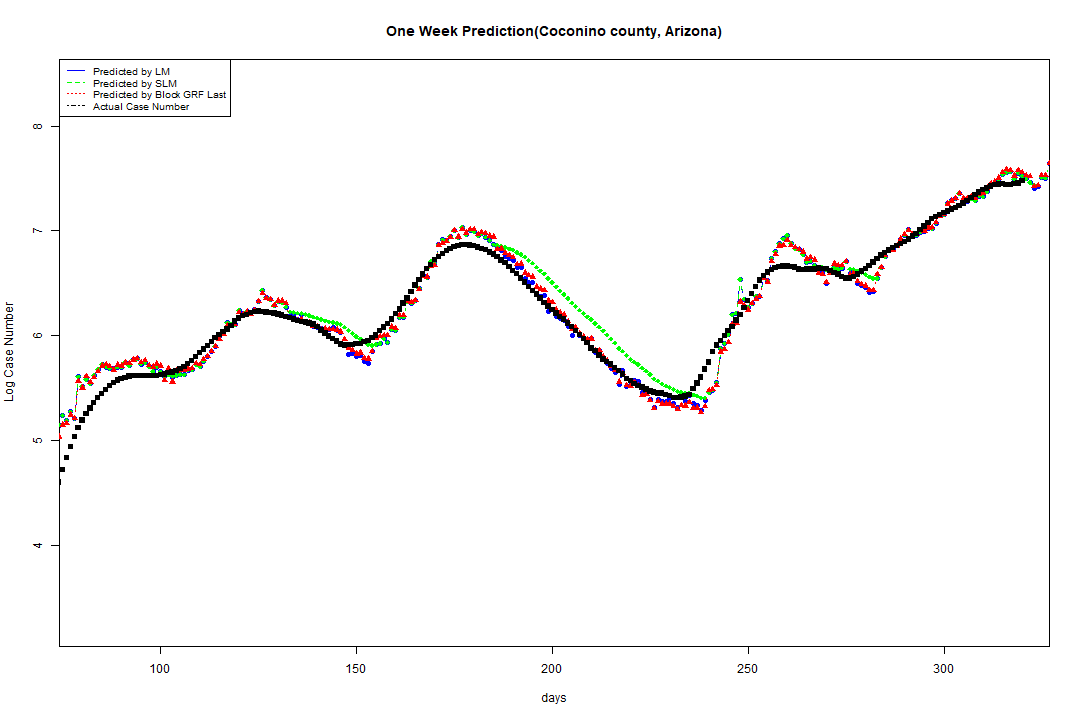 One Week Prediction(Coconino county, Arizona)
Predicted by LM
Predicted by SLM
Predicted by Block GRF Last
Actual Case Number
8
7
6
5
4
Log Case Number
100 150 200 250 300
days